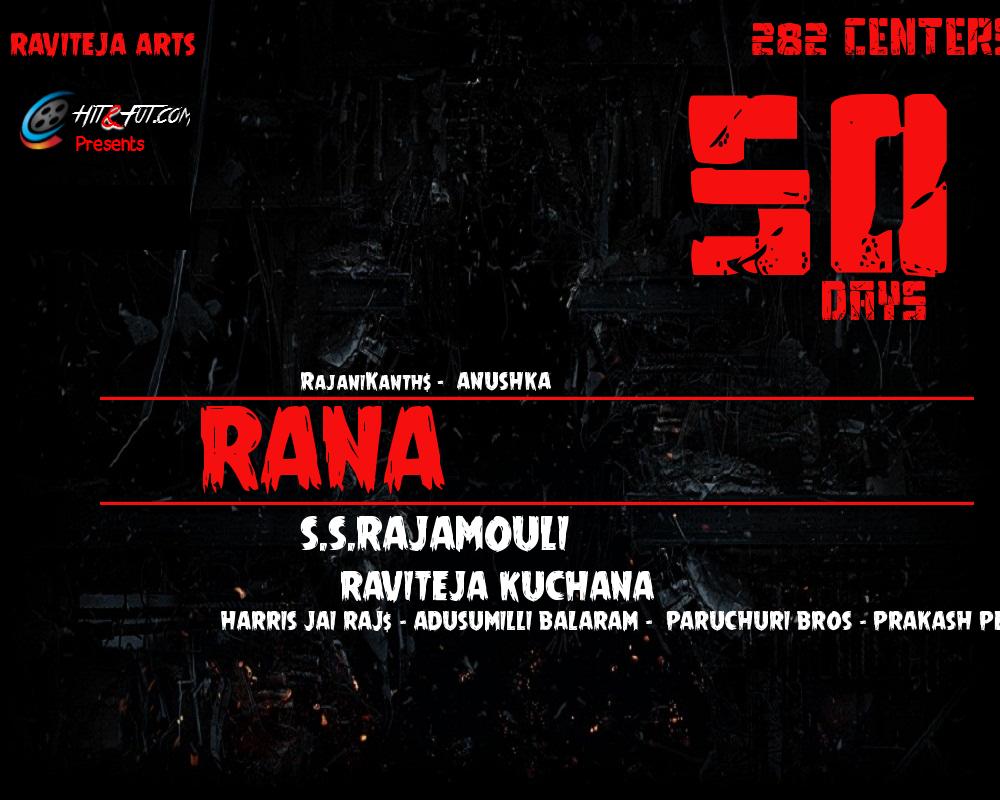 RAVITEJA ARTS
282 CENTERS
HIT&FUT.COM
Presents
50
DAYS
RAJANIKANTH$ - ANUSHKA
RANA
S.S.RAJAMOULI
RAVITEJA KUCHANA
HARRIS JAI RAJ$ - ADUSUMILLI BALARAM - PARUCHURI BROS - PRAKASH